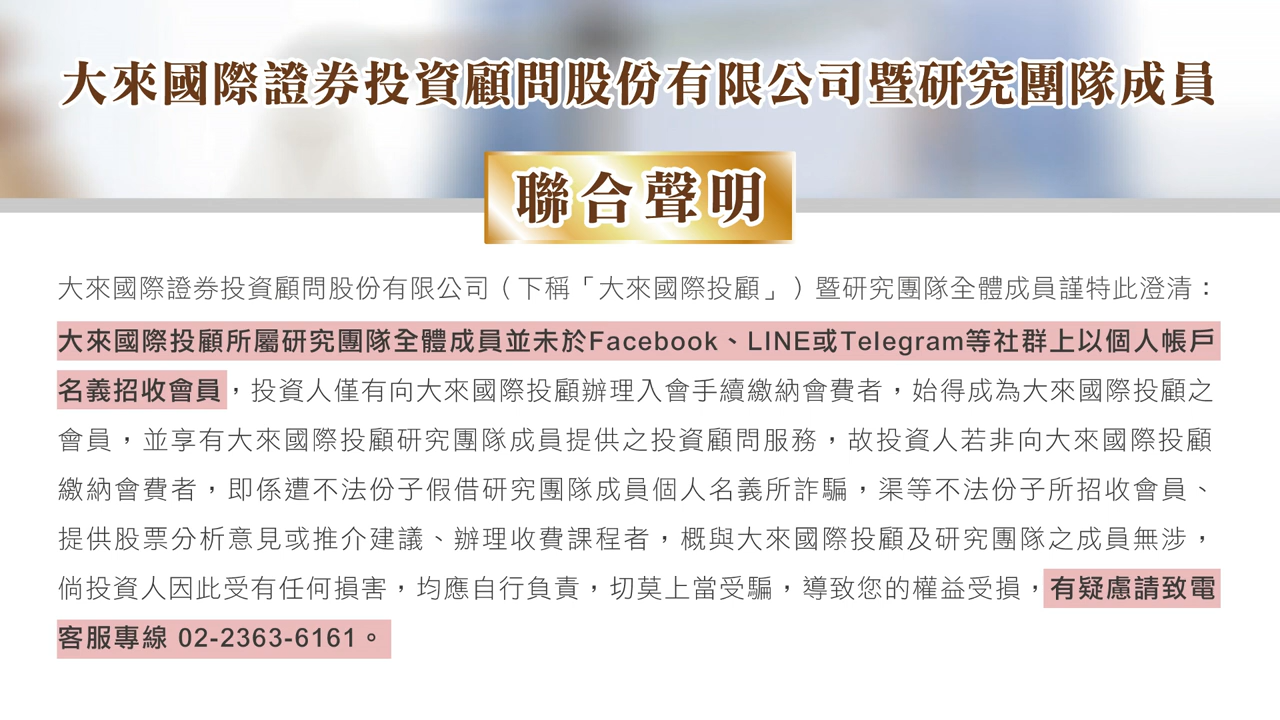 大來國際證券投資顧問股份有限公司暨研究團隊成員
聯合聲明
大來國際證券投資顧問股份有限公司（下稱「大來國際投顧」）暨研究團隊全體成員謹特此澄清：
大來國際投顧所屬研究團隊全體成員並未於Facebook、LINE或Telegram等社群上以個人帳戶
名義招收會員，投資人僅有向大來國際投顧辦理入會手續繳納會費者，始得成為大來國際投顧之
會員，並享有大來國際投顧研究團隊成員提供之投資顧問服務，故投資人若非向大來國際投顧
繳納會費者，即係遭不法份子假借研究團隊成員個人名義所詐騙，渠等不法份子所招收會員、
提供股票分析意見或推介建議、辦理收費課程者，概與大來國際投顧及研究團隊之成員無涉，
倘投資人因此受有任何損害，均應自行負責，切莫上當受騙，導致您的權益受損，有疑慮請致電
客服專線 02-2363-6161。